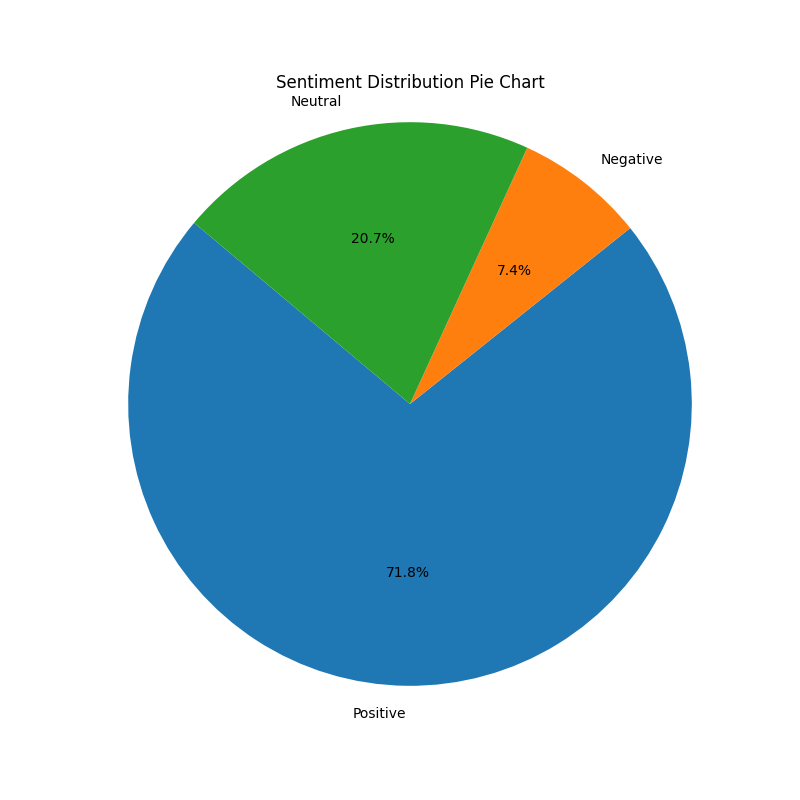 Sentiment Distribution Pie Chart
Neutral
Negative
20.7%
7.4%
71.8%
Positive